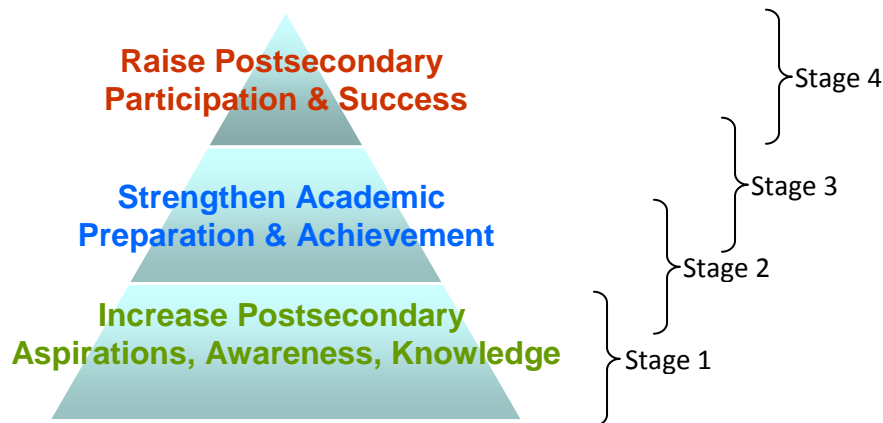 Raise Postsecondary
Participation & Success
Stage 4
Stage 3
Strengthen Academic
Preparation & Achievement
Stage 2
Increase Postsecondary
Aspirations, Awareness, Knowledge
Stage 1